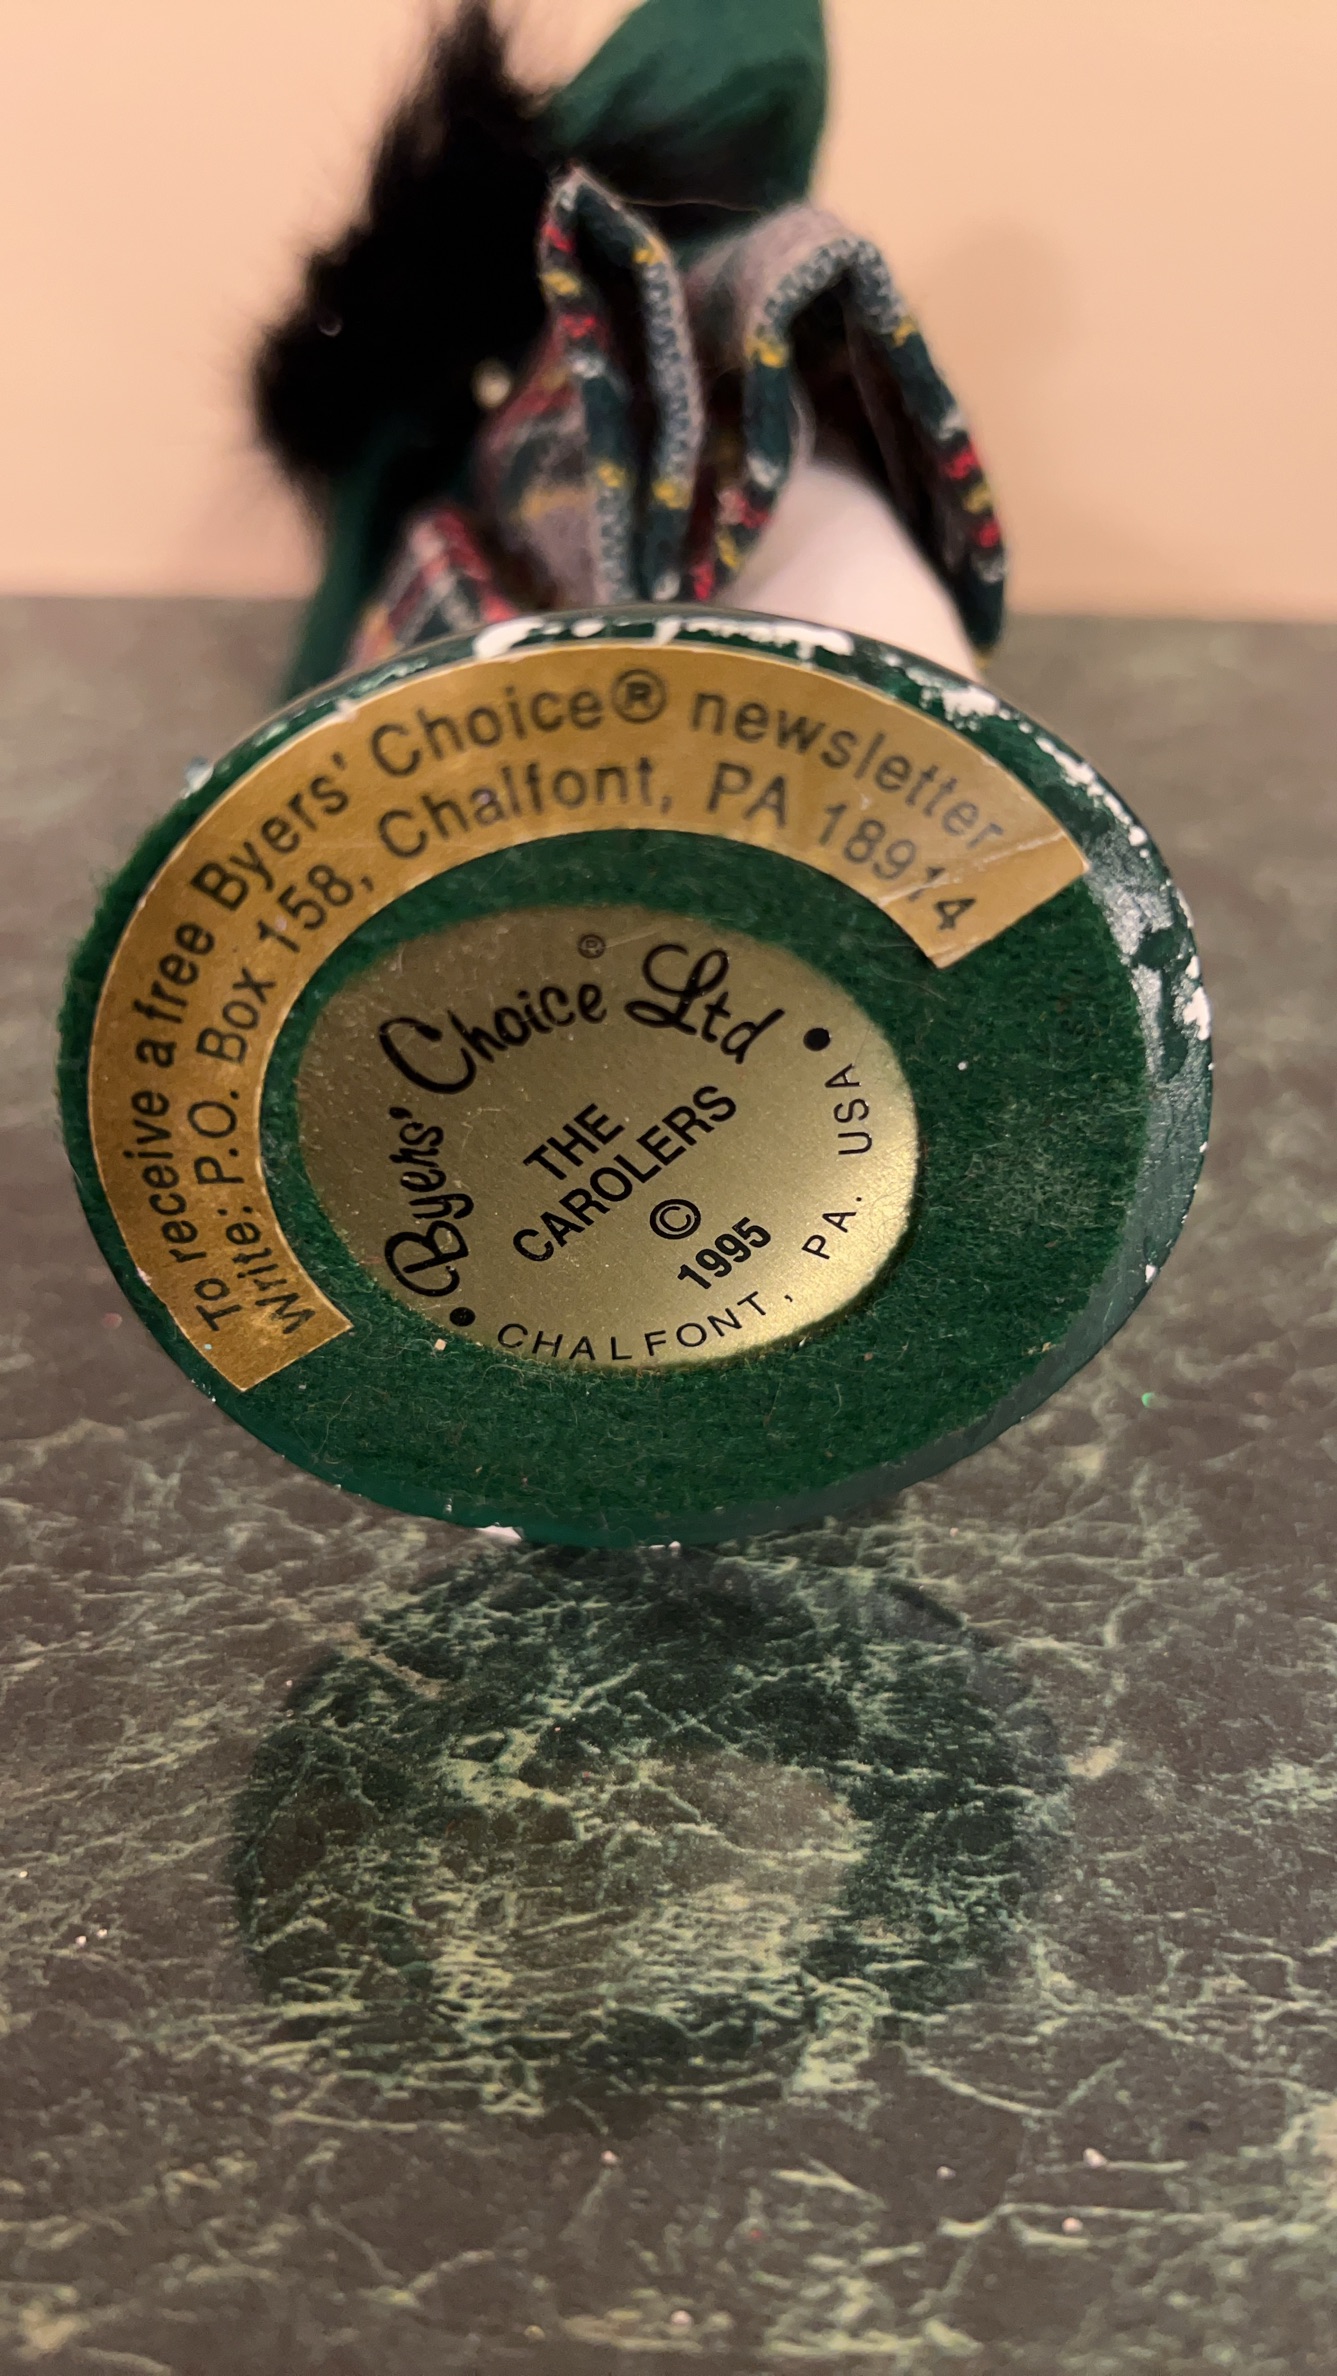 To receive a free Byers' Choice® newsletter
Write: P.O. Box 158, Chalfont, PA 18914
Byers' Choice® Ltd
THE
CAROLERS
©
1995
• CHALFONT, PA. USA •